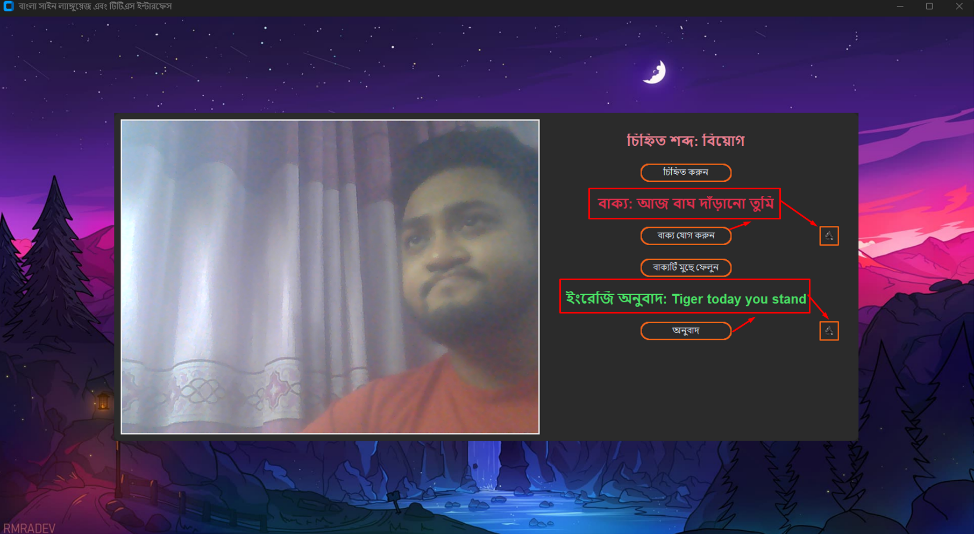 বাংলা সাইন ল্যাঙ্গুয়েজ এবং টিটিএস ইন্টারফেস
চিহ্নিত শব্দ: বিয়োগ
চিহ্নিত করুন
বাক্য: আজ বাঘ দাঁড়ানো তুমি
বাক্য যোগ করুন
বাক্যটি মুছে ফেলুন
ইংরেজি অনুবাদ: Tiger today you stand
অনুবাদ
RMRADEV